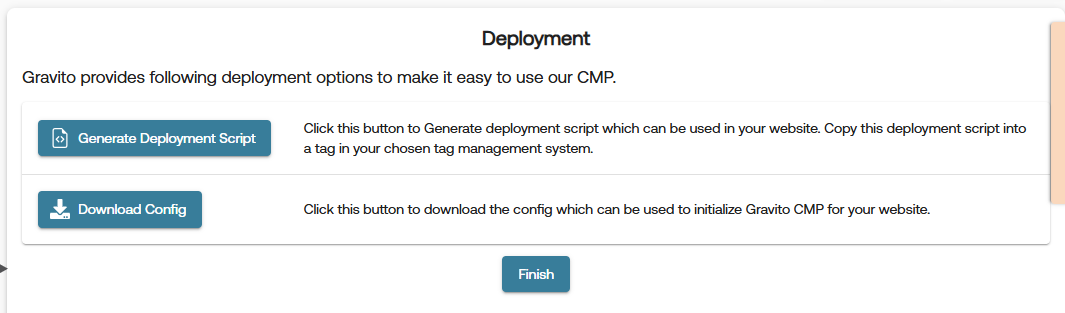 Deployment
Gravito provides following deployment options to make it easy to use our CMP.
Generate Deployment Script
Click this button to Generate deployment script which can be used in your website. Copy this deployment script into
a tag in your chosen tag management system.
Download Config
Click this button to download the config which can be used to initialize Gravito CMP for your website.
Finish